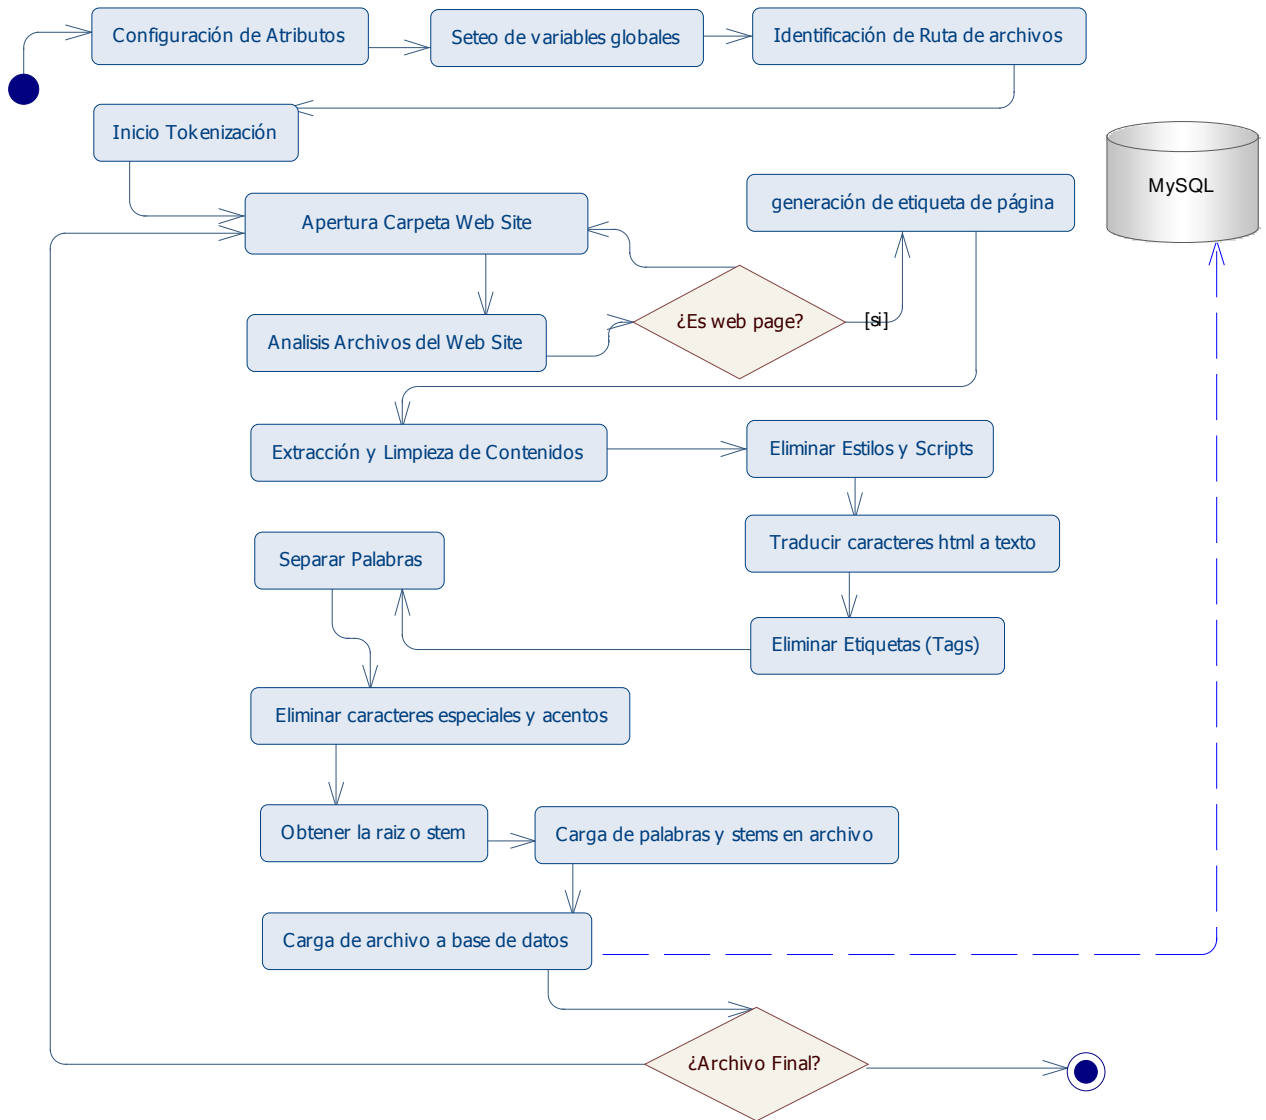 Configuración de Atributos
Seteo de variables globales
Identificación de Ruta de archivos
Inicio Tokenización
MySQL
Apertura Carpeta Web Site
generación de etiqueta de página
Analisis Archivos del Web Site
¿Es web page?
[si]
Extracción y Limpieza de Contenidos
Eliminar Estilos y Scripts
Traducir caracteres html a texto
Separar Palabras
Eliminar Etiquetas (Tags)
Eliminar caracteres especiales y acentos
Obtener la raiz o stem
Carga de palabras y stems en archivo
Carga de archivo a base de datos
¿Archivo Final?